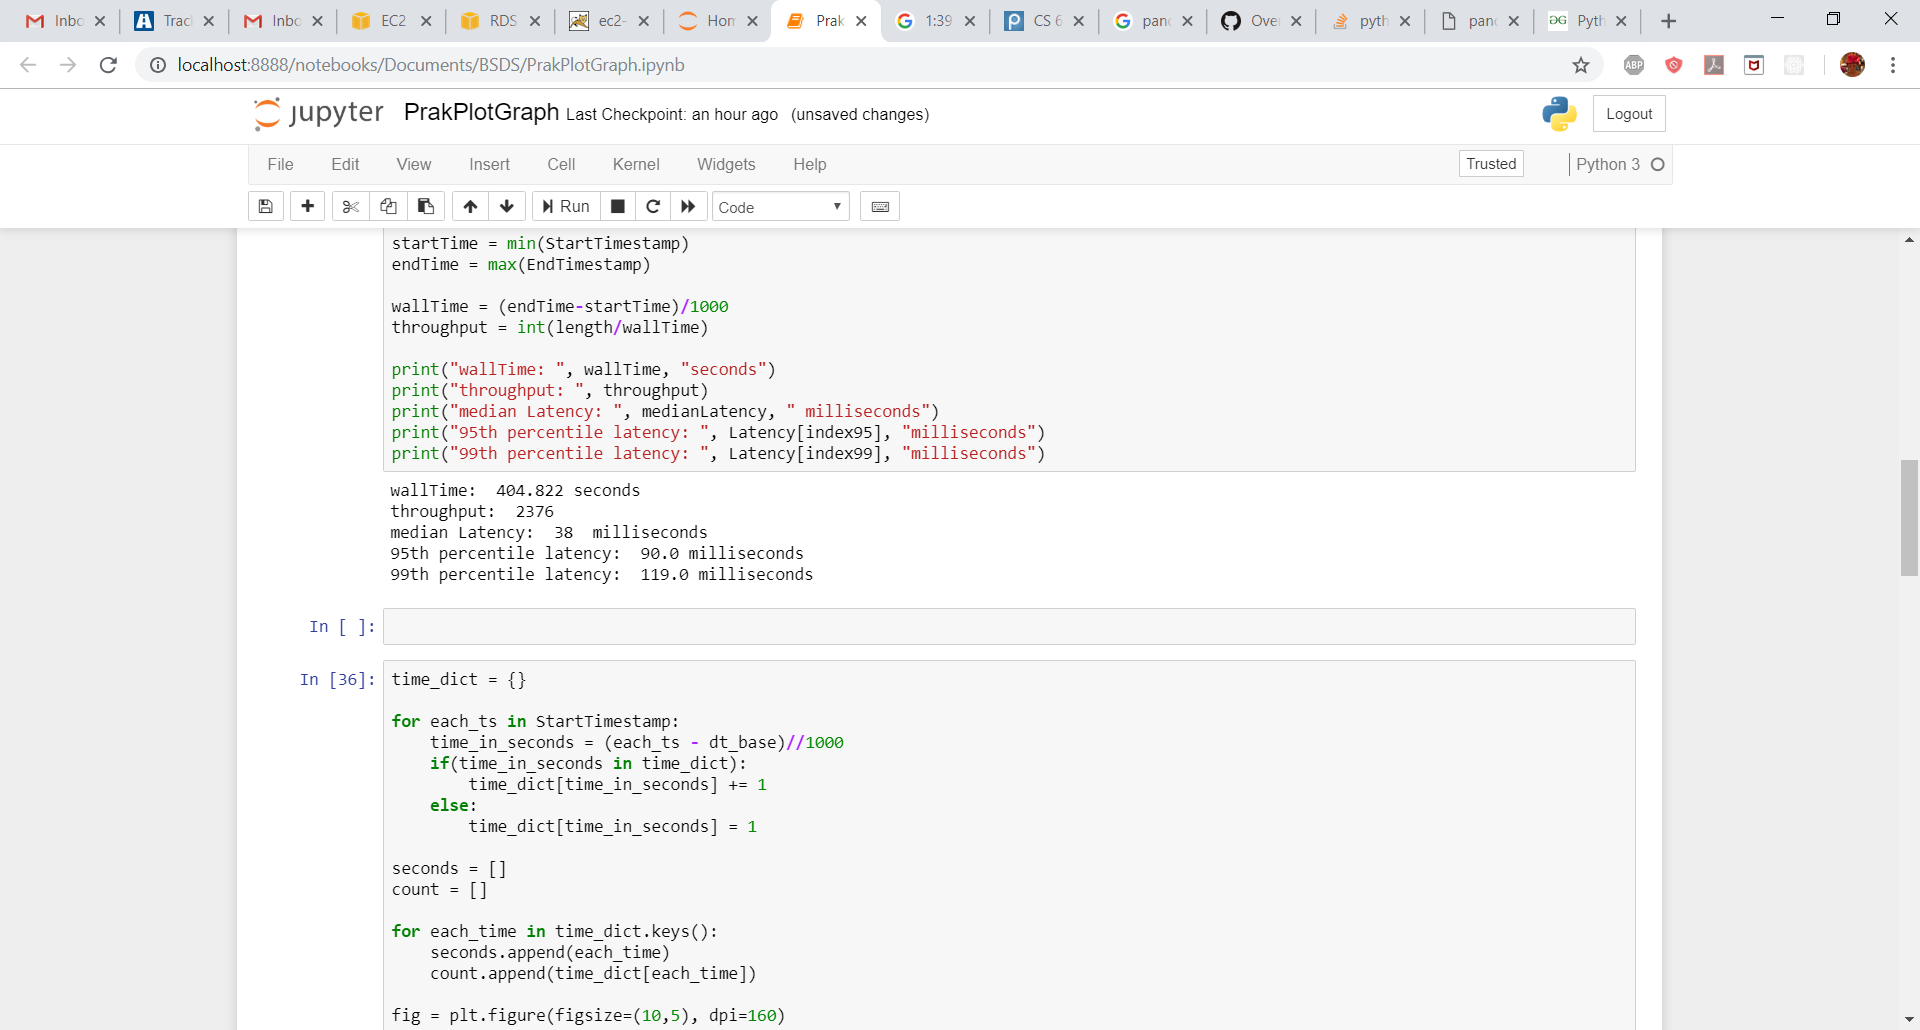 Inbo
Trac
Inbo
EC2
RDS
ec2-
Hom
Prak
1:39
CS 6
pan
Over
pyth
pan
Pyth
localhost:8888/notebooks/Documents/BSDS/PrakPlotGraph.ipynb
ABP
jupyter PrakPlotGraph Last Checkpoint: an hour ago (unsaved changes)
Logout
File Edit View Insert Cell Kernel Widgets Help
Trusted
Python 3
Run
Code
startTime = min(StartTimestamp)
endTime = max(EndTimestamp)
wallTime = (endTime-startTime)/1000
throughput = int(length/wallTime)
print("wallTime: ", wallTime, "seconds")
print("throughput: ", throughput)
print("median Latency: ", medianLatency, " milliseconds")
print("95th percentile latency: ", Latency[index95], "milliseconds")
print("99th percentile latency: ", Latency[index99], "milliseconds")
wallTime:  404.822 seconds
throughput:  2376
median Latency:  38  milliseconds
95th percentile latency:  90.0 milliseconds
99th percentile latency:  119.0 milliseconds
In [ ]:
In [36]: time_dict = {}
for each_ts in StartTimestamp:
    time_in_seconds = (each_ts - dt_base)//1000
    if(time_in_seconds in time_dict):
        time_dict[time_in_seconds] += 1
    else:
        time_dict[time_in_seconds] = 1
seconds = []
count = []
for each_time in time_dict.keys():
    seconds.append(each_time)
    count.append(time_dict[each_time])
fig = plt.figure(figsize=(10,5), dpi=160)